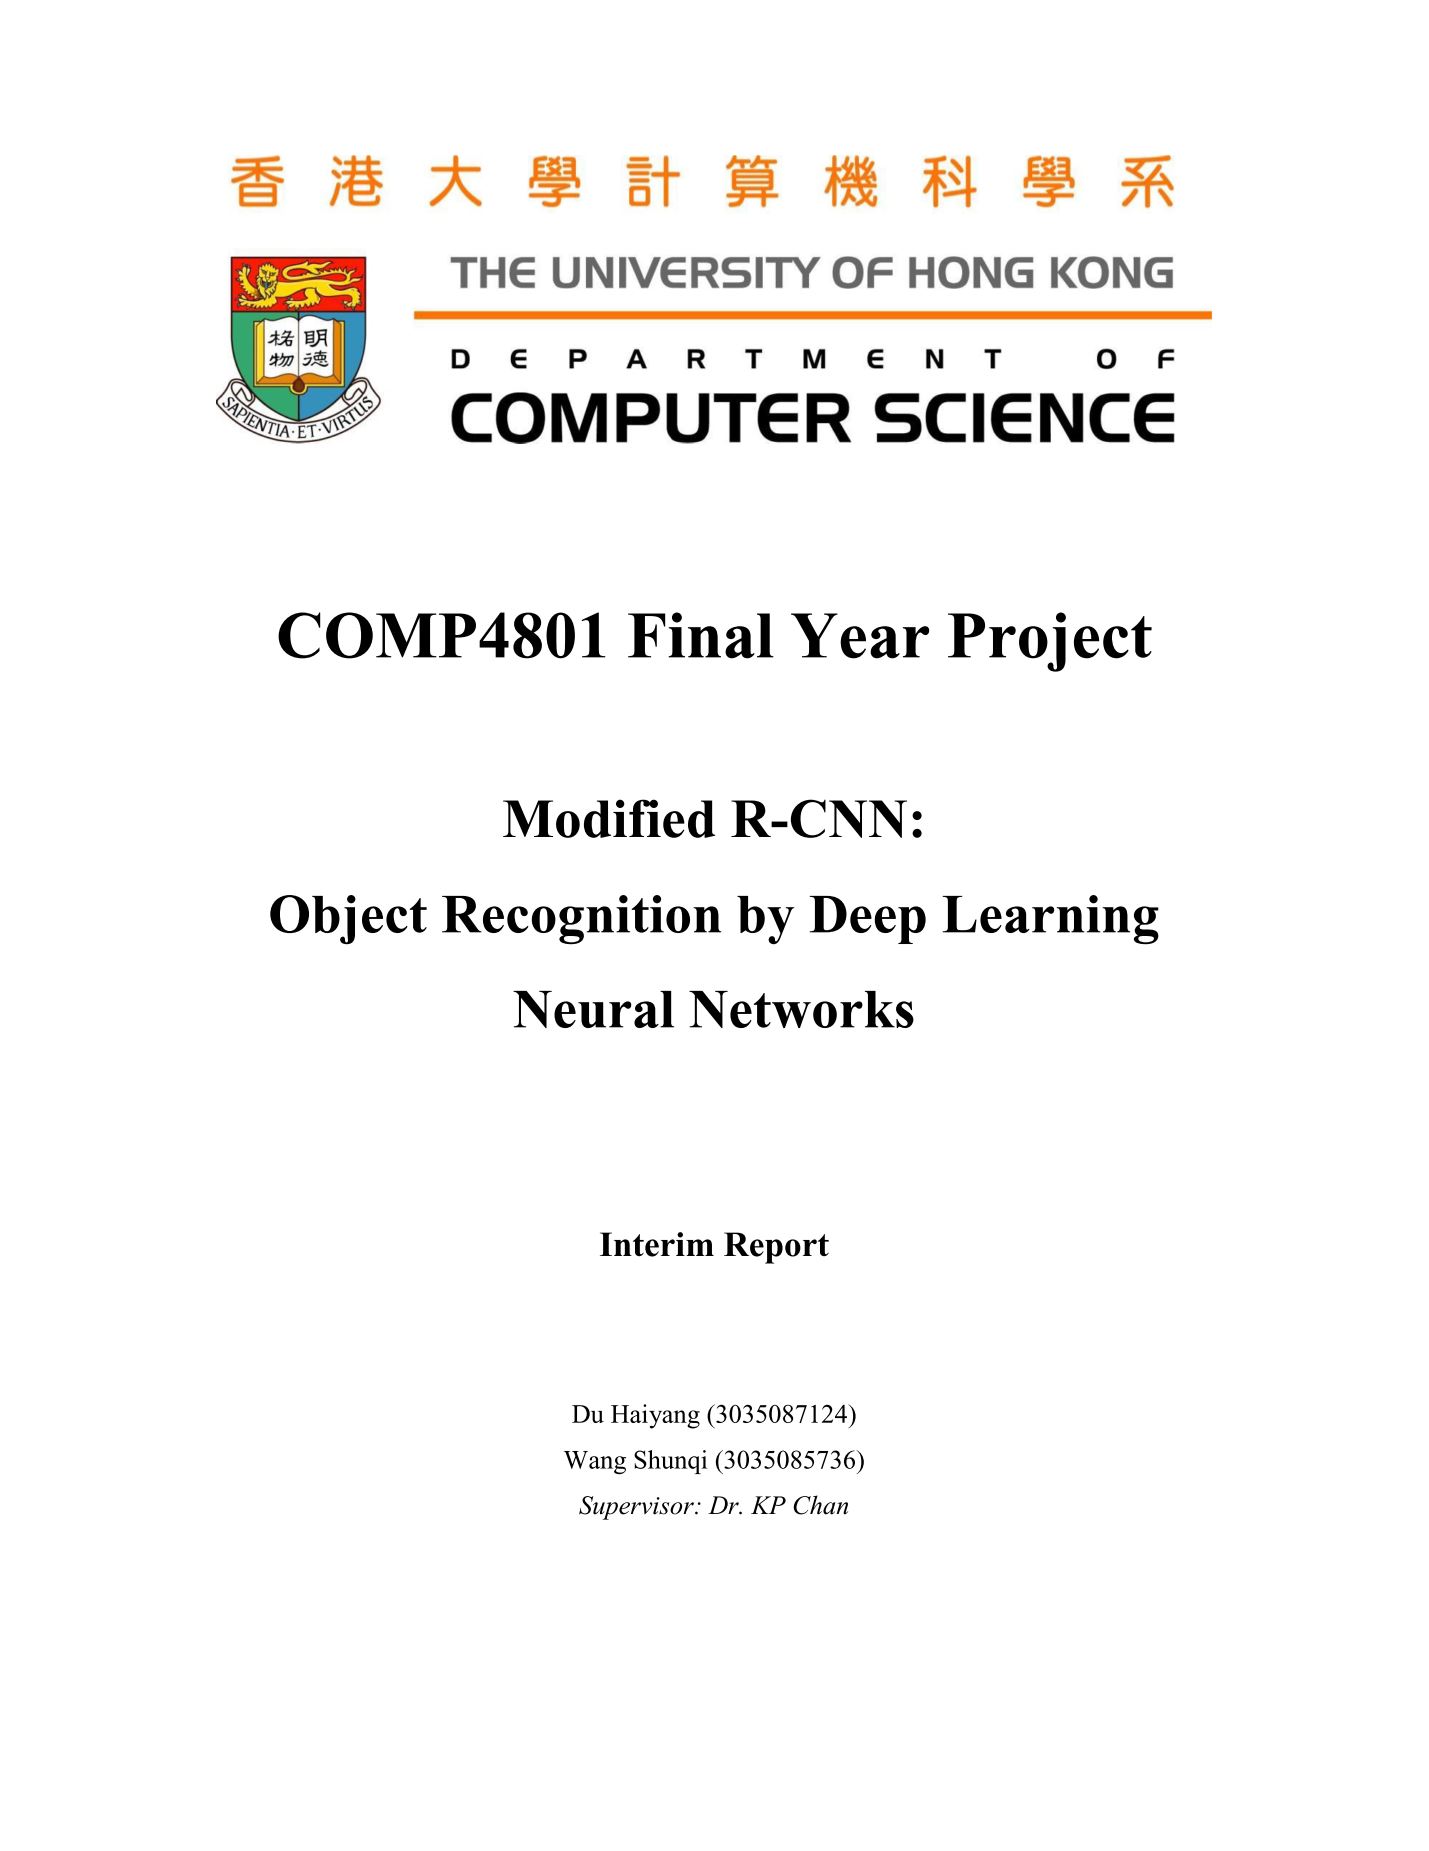 香港大學計算機科學系
THE UNIVERSITY OF HONG KONG
DEPARTMENT OF
COMPUTER SCIENCE
格物
明德
SAPIENTIA·ET·VIRTUS
COMP4801 Final Year Project
Modified R-CNN:
Object Recognition by Deep Learning
Neural Networks
Interim Report
Du Haiyang (3035087124)
Wang Shunqi (3035085736)
Supervisor: Dr. KP Chan